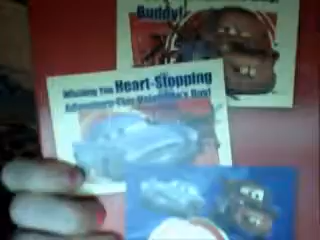 Buddy!
Wishing You Heart-Stopping
Adventure This Valentine's Day!